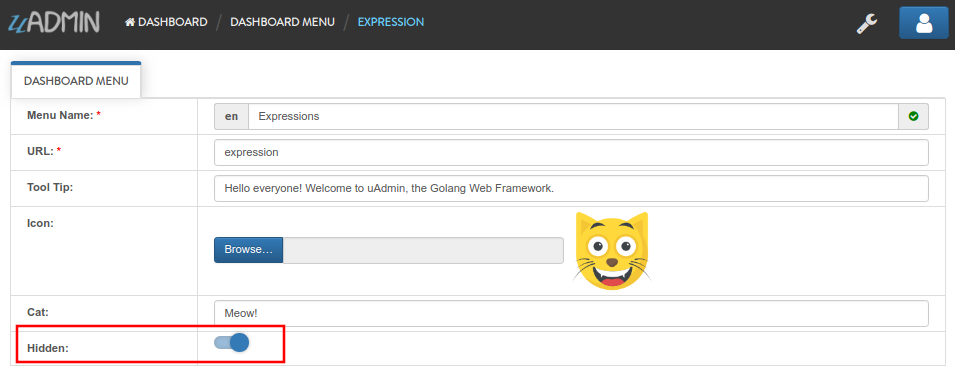 uADMIN DASHBOARD / DASHBOARD MENU / EXPRESSION
DASHBOARD MENU
Menu Name: * en Expressions
URL: * expression
Tool Tip: Hello everyone! Welcome to uAdmin, the Golang Web Framework.
Icon:
Browse...
Cat: Meow!
Hidden: